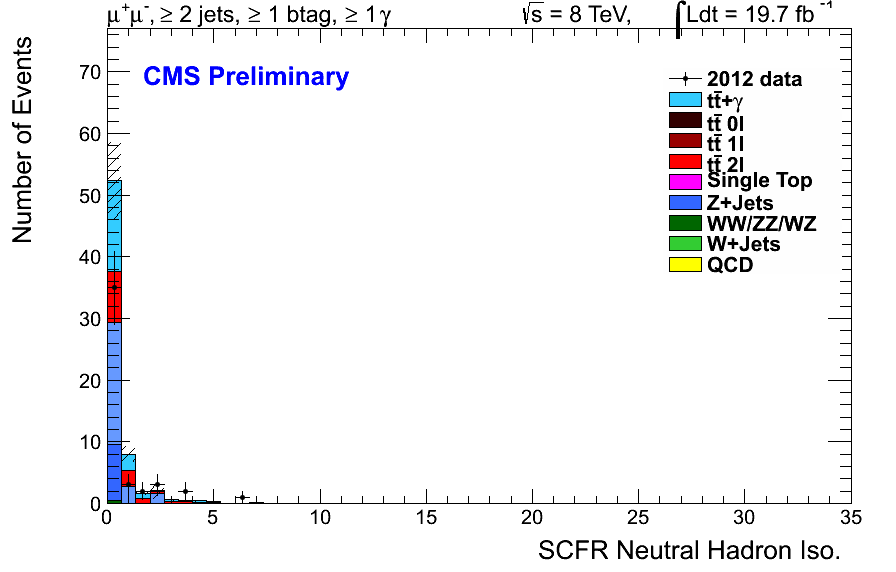 μ⁺μ⁻, ≥ 2 jets, ≥ 1 btag, ≥ 1 γ
√s = 8 TeV, ∫Ldt = 19.7 fb⁻¹
CMS Preliminary
2012 data
tt̄+γ
tt̄ 0l
tt̄ 1l
tt̄ 2l
Single Top
Z+Jets
WW/ZZ/WZ
W+Jets
QCD
Number of Events
70
60
50
40
30
20
10
0
0 5 10 15 20 25 30 35
SCFR Neutral Hadron Iso.